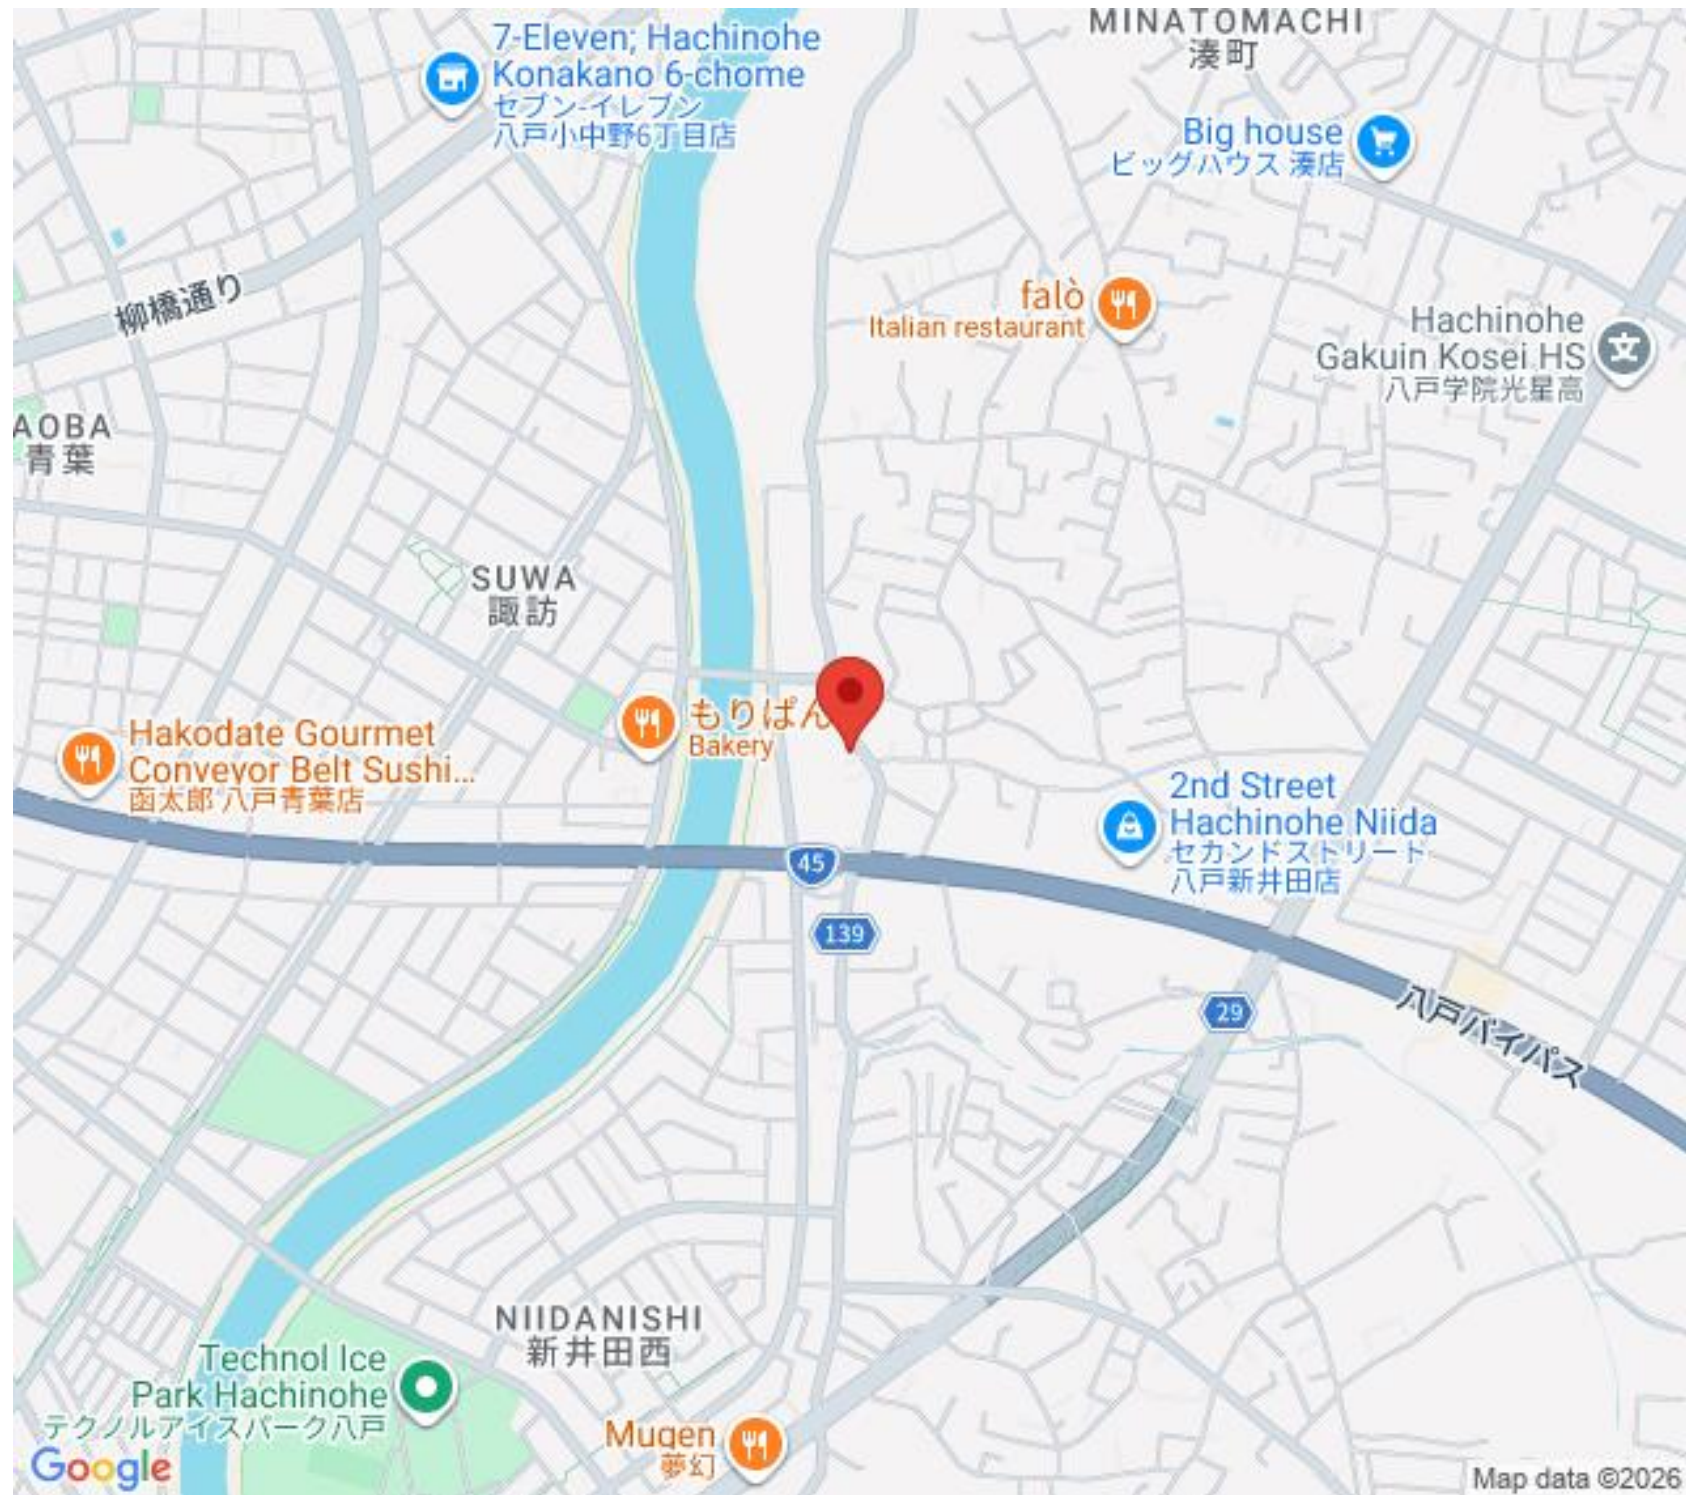 MINATOMACHI
湊町
7-Eleven; Hachinohe
Konakano 6-chome
セブン-イレブン
八戸小中野6丁目店
Big house
ビッグハウス 湊店
柳橋通り
falò
Italian restaurant
Hachinohe
Gakuin Kosei HS
八戸学院光星高
文
AOBA
青葉
SUWA
諏訪
もりぱん
Bakery
Hakodate Gourmet
Conveyor Belt Sushi...
函太郎 八戸青葉店
2nd Street
Hachinohe Niida
セカンドストリート
八戸新井田店
45
139
29
八戸バイパス
NIIDANISHI
新井田西
Technol Ice
Park Hachinohe
テクノルアイスパーク八戸
Mugen
夢幻
Google
Map data ©2026